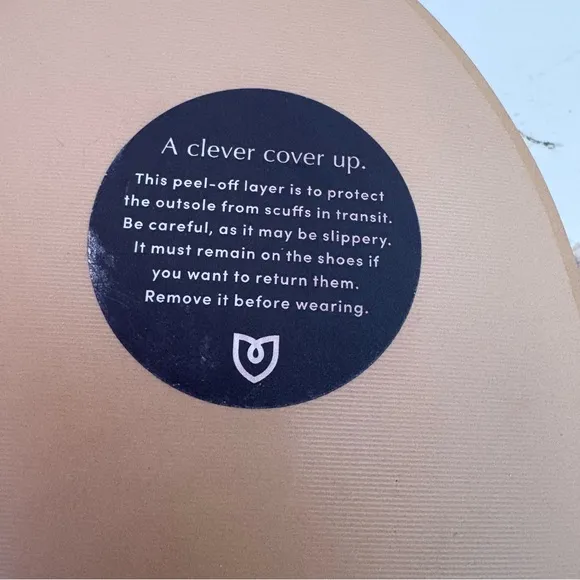 A clever cover up.
This peel-off layer is to protect
the outsole from scuffs in transit.
Be careful, as it may be slippery.
It must remain on the shoes if
you want to return them.
Remove it before wearing.